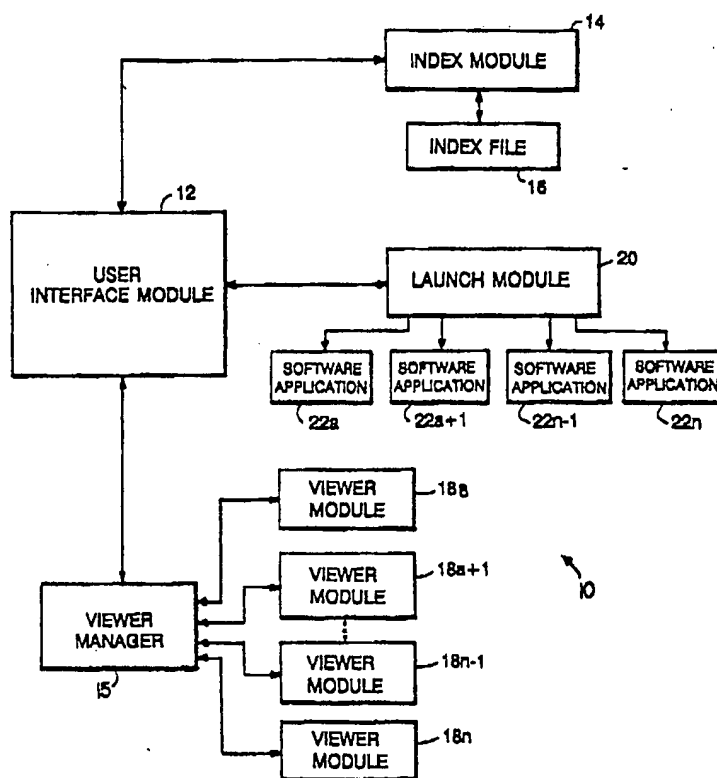 14
INDEX MODULE
INDEX FILE
16
12
USER
INTERFACE MODULE
20
LAUNCH MODULE
SOFTWARE
APPLICATION
22a
SOFTWARE
APPLICATION
22a+1
SOFTWARE
APPLICATION
22n-1
SOFTWARE
APPLICATION
22n
VIEWER
MODULE
18a
VIEWER
MODULE
18a+1
VIEWER
MANAGER
15
VIEWER
MODULE
18n-1
VIEWER
MODULE
18n
10